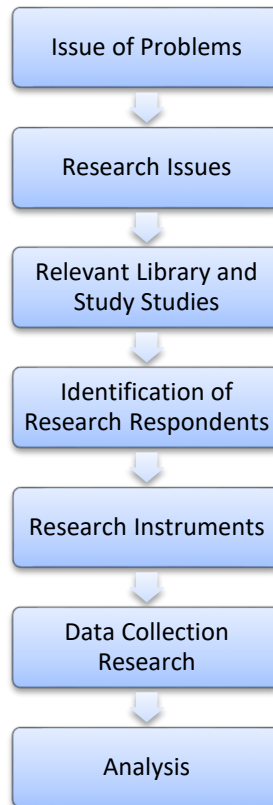 Issue of Problems
Research Issues
Relevant Library and
Study Studies
Identification of
Research Respondents
Research Instruments
Data Collection
Research
Analysis